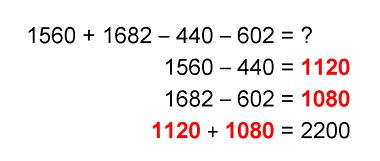 1560 + 1682 – 440 – 602 = ?
1560 – 440 = 1120
1682 – 602 = 1080
1120 + 1080 = 2200